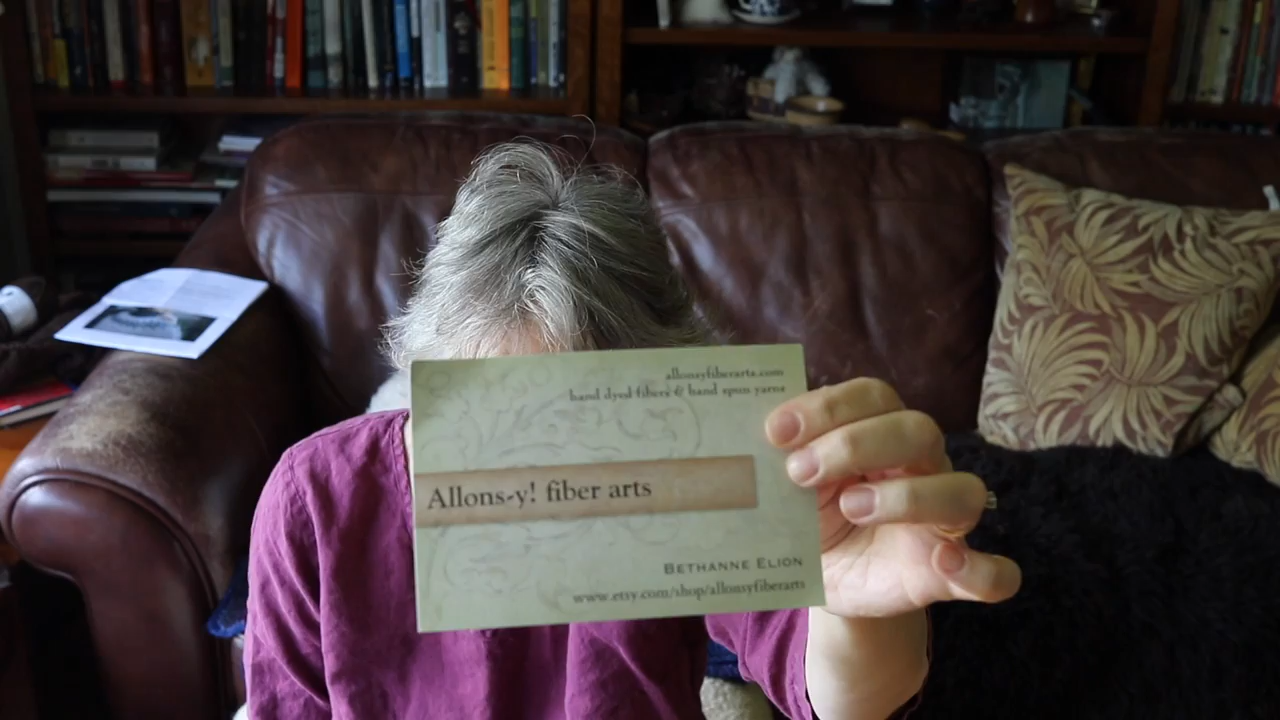 allonsyfiberarts.com
hand dyed fibers & hand spun yarns
Allons-y! fiber arts
BETHANNE ELION
www.etsy.com/shop/allonsyfiberarts